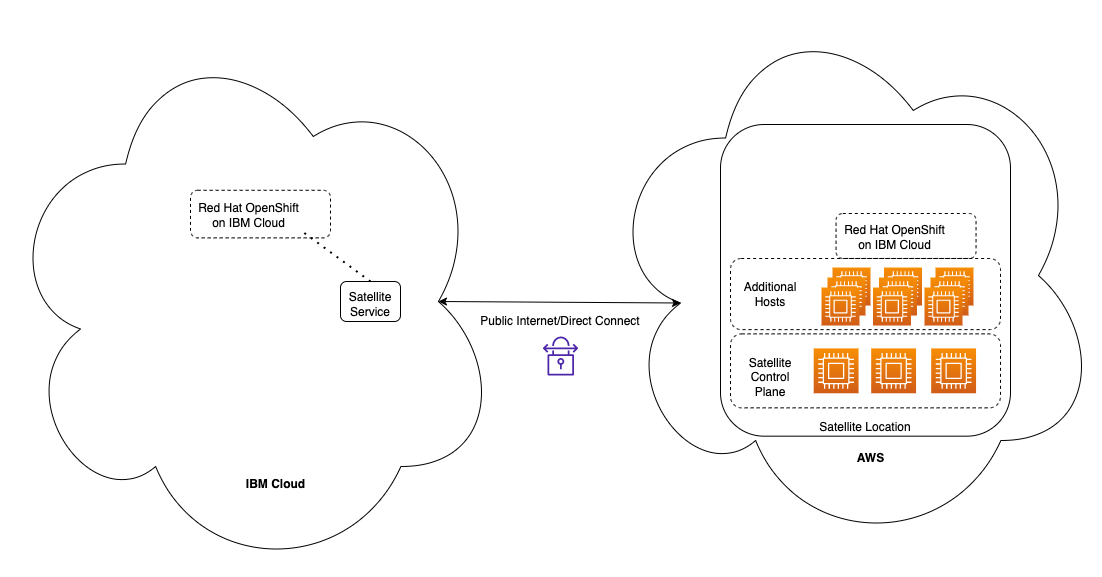 Red Hat OpenShift
on IBM Cloud
Satellite
Service
IBM Cloud
Public Internet/Direct Connect
Red Hat OpenShift
on IBM Cloud
Additional
Hosts
Satellite
Control
Plane
Satellite Location
AWS